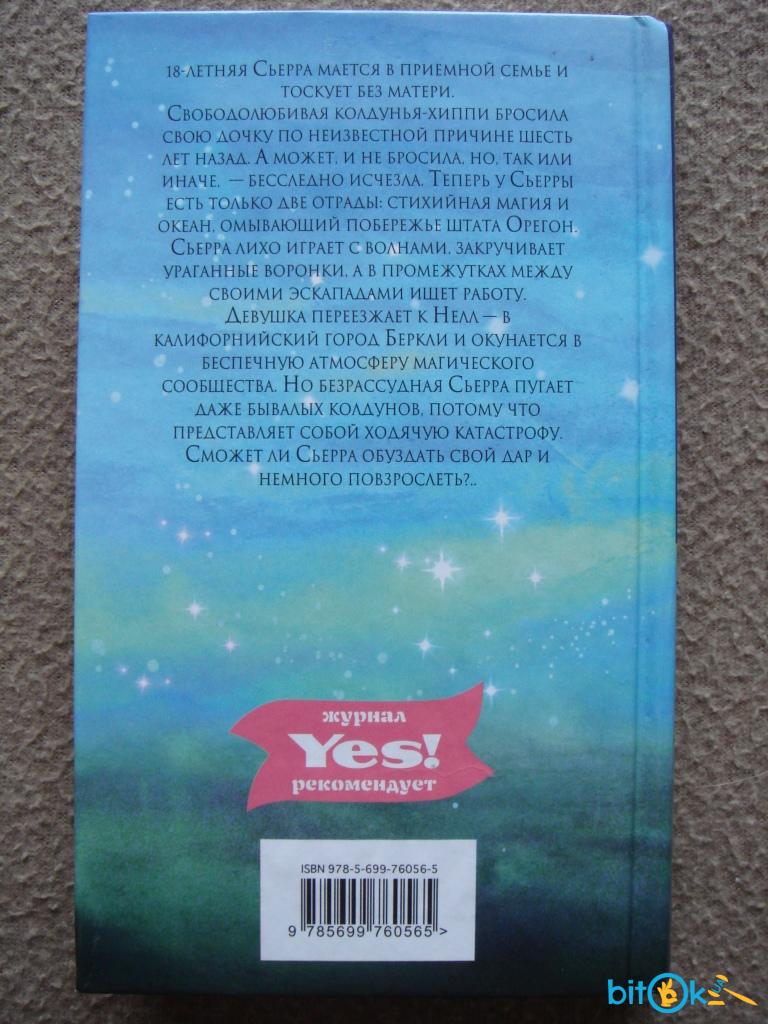 18-летняя Сьерра мается в приемной семье и
тоскует без матери.
Свободолюбивая колдунья-хиппи бросила
свою дочку по неизвестной причине шесть
лет назад. А может, и не бросила, но, так или
иначе, — бесследно исчезла. Теперь у Сьерры
есть только две отрады: стихийная магия и
океан, омывающий побережье штата Орегон.
Сьерра лихо играет с волнами, закручивает
ураганные воронки, а в промежутках между
своими эскападами ищет работу.
Девушка переезжает к Нелл — в
калифорнийский город Беркли и окунается в
беспечную атмосферу магического
сообщества. Но безрассудная Сьерра пугает
даже бывалых колдунов, потому что
представляет собой ходячую катастрофу.
Сможет ли Сьерра обуздать свой дар и
немного повзрослеть?..
журнал
Yes!
рекомендует
ISBN 978-5-699-76056-5
9 785699 760565>
bitOk UA